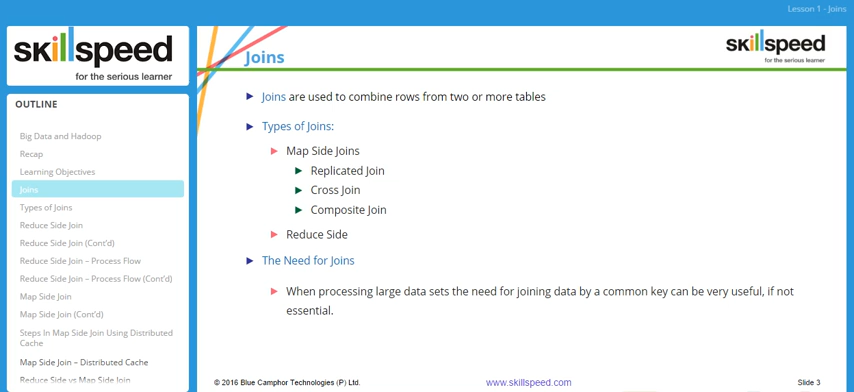 Lesson 1 - Joins
skillspeed
for the serious learner
OUTLINE
Big Data and Hadoop
Recap
Learning Objectives
Joins
Types of Joins
Reduce Side Join
Reduce Side Join (Cont'd)
Reduce Side Join – Process Flow
Reduce Side Join – Process Flow (Cont'd)
Map Side Join
Map Side Join (Cont'd)
Steps In Map Side Join Using Distributed
Cache
Map Side Join – Distributed Cache
Reduce Side vs Map Side Join
Joins
skillspeed
for the serious learner
Joins are used to combine rows from two or more tables
Types of Joins:
Map Side Joins
Replicated Join
Cross Join
Composite Join
Reduce Side
The Need for Joins
When processing large data sets the need for joining data by a common key can be very useful, if not
essential.
© 2016 Blue Camphor Technologies (P) Ltd.
www.skillspeed.com
Slide 3